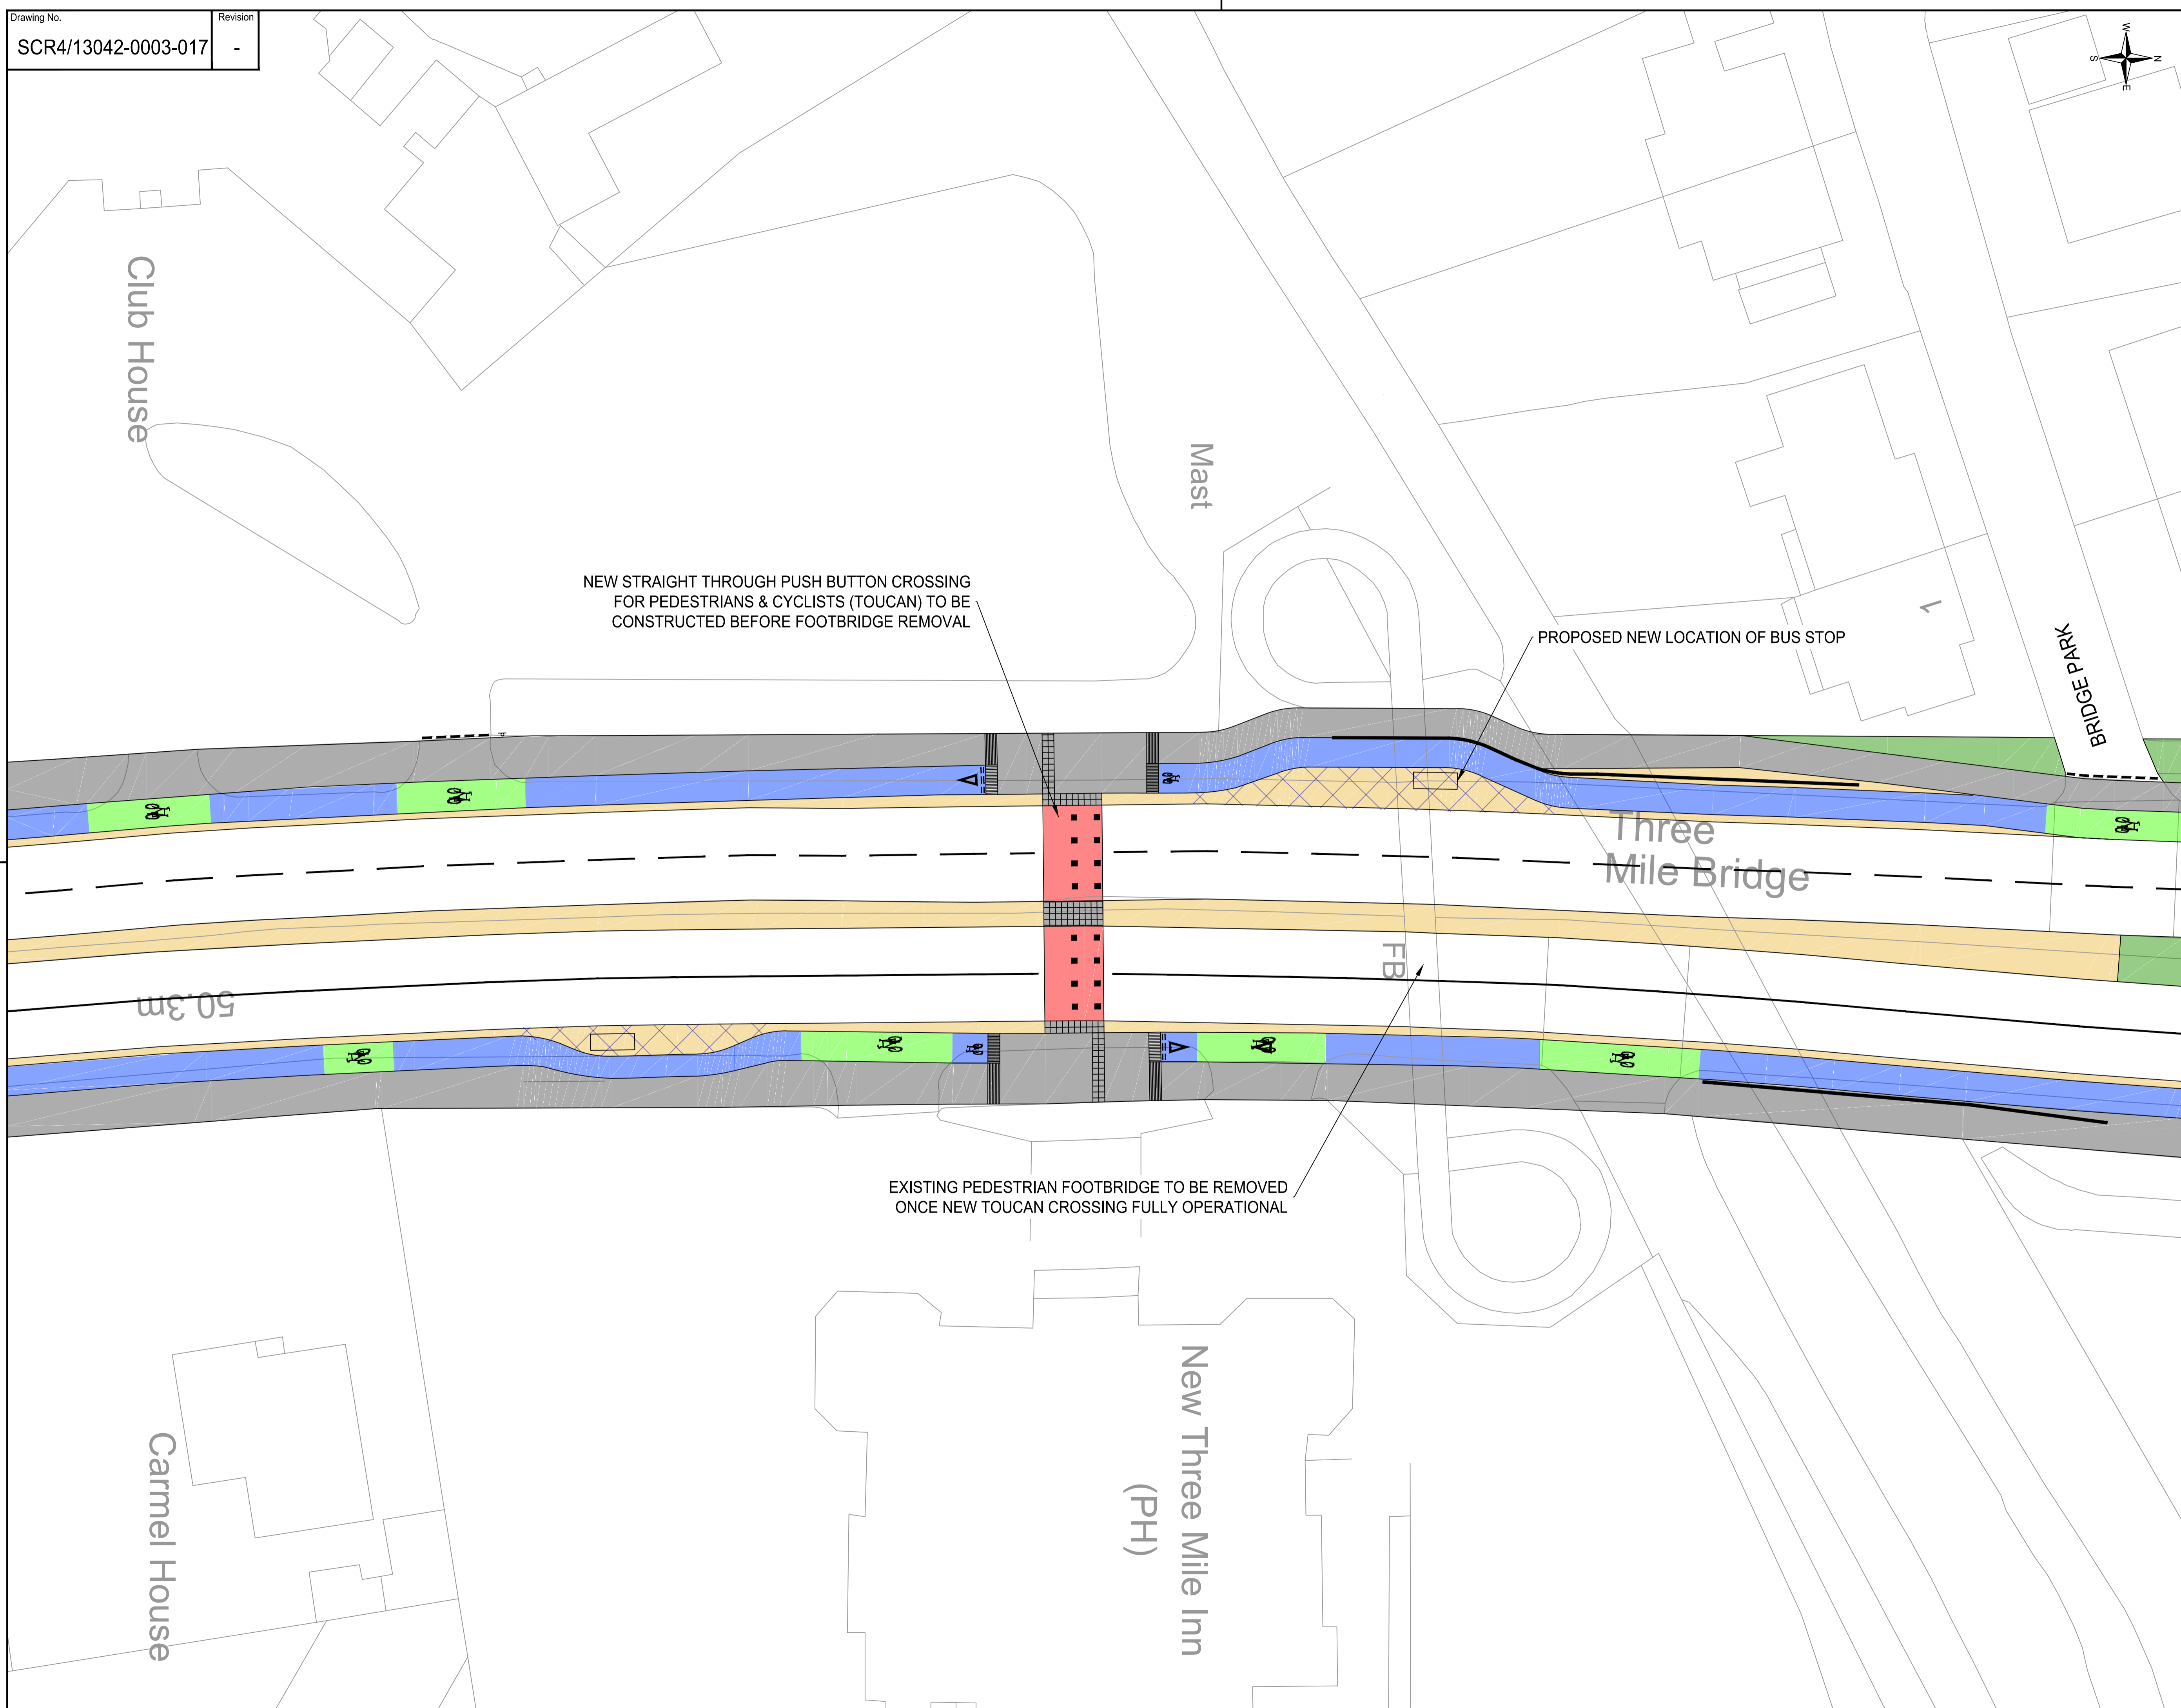 Drawing No.
Revision
SCR4/13042-0003-017
-
W
N
S
E
Club House
Mast
NEW STRAIGHT THROUGH PUSH BUTTON CROSSING
FOR PEDESTRIANS & CYCLISTS (TOUCAN) TO BE
CONSTRUCTED BEFORE FOOTBRIDGE REMOVAL
PROPOSED NEW LOCATION OF BUS STOP
1
BRIDGE PARK
Three
Mile Bridge
FB
50.3m
EXISTING PEDESTRIAN FOOTBRIDGE TO BE REMOVED
ONCE NEW TOUCAN CROSSING FULLY OPERATIONAL
New Three Mile Inn
(PH)
Carmel House